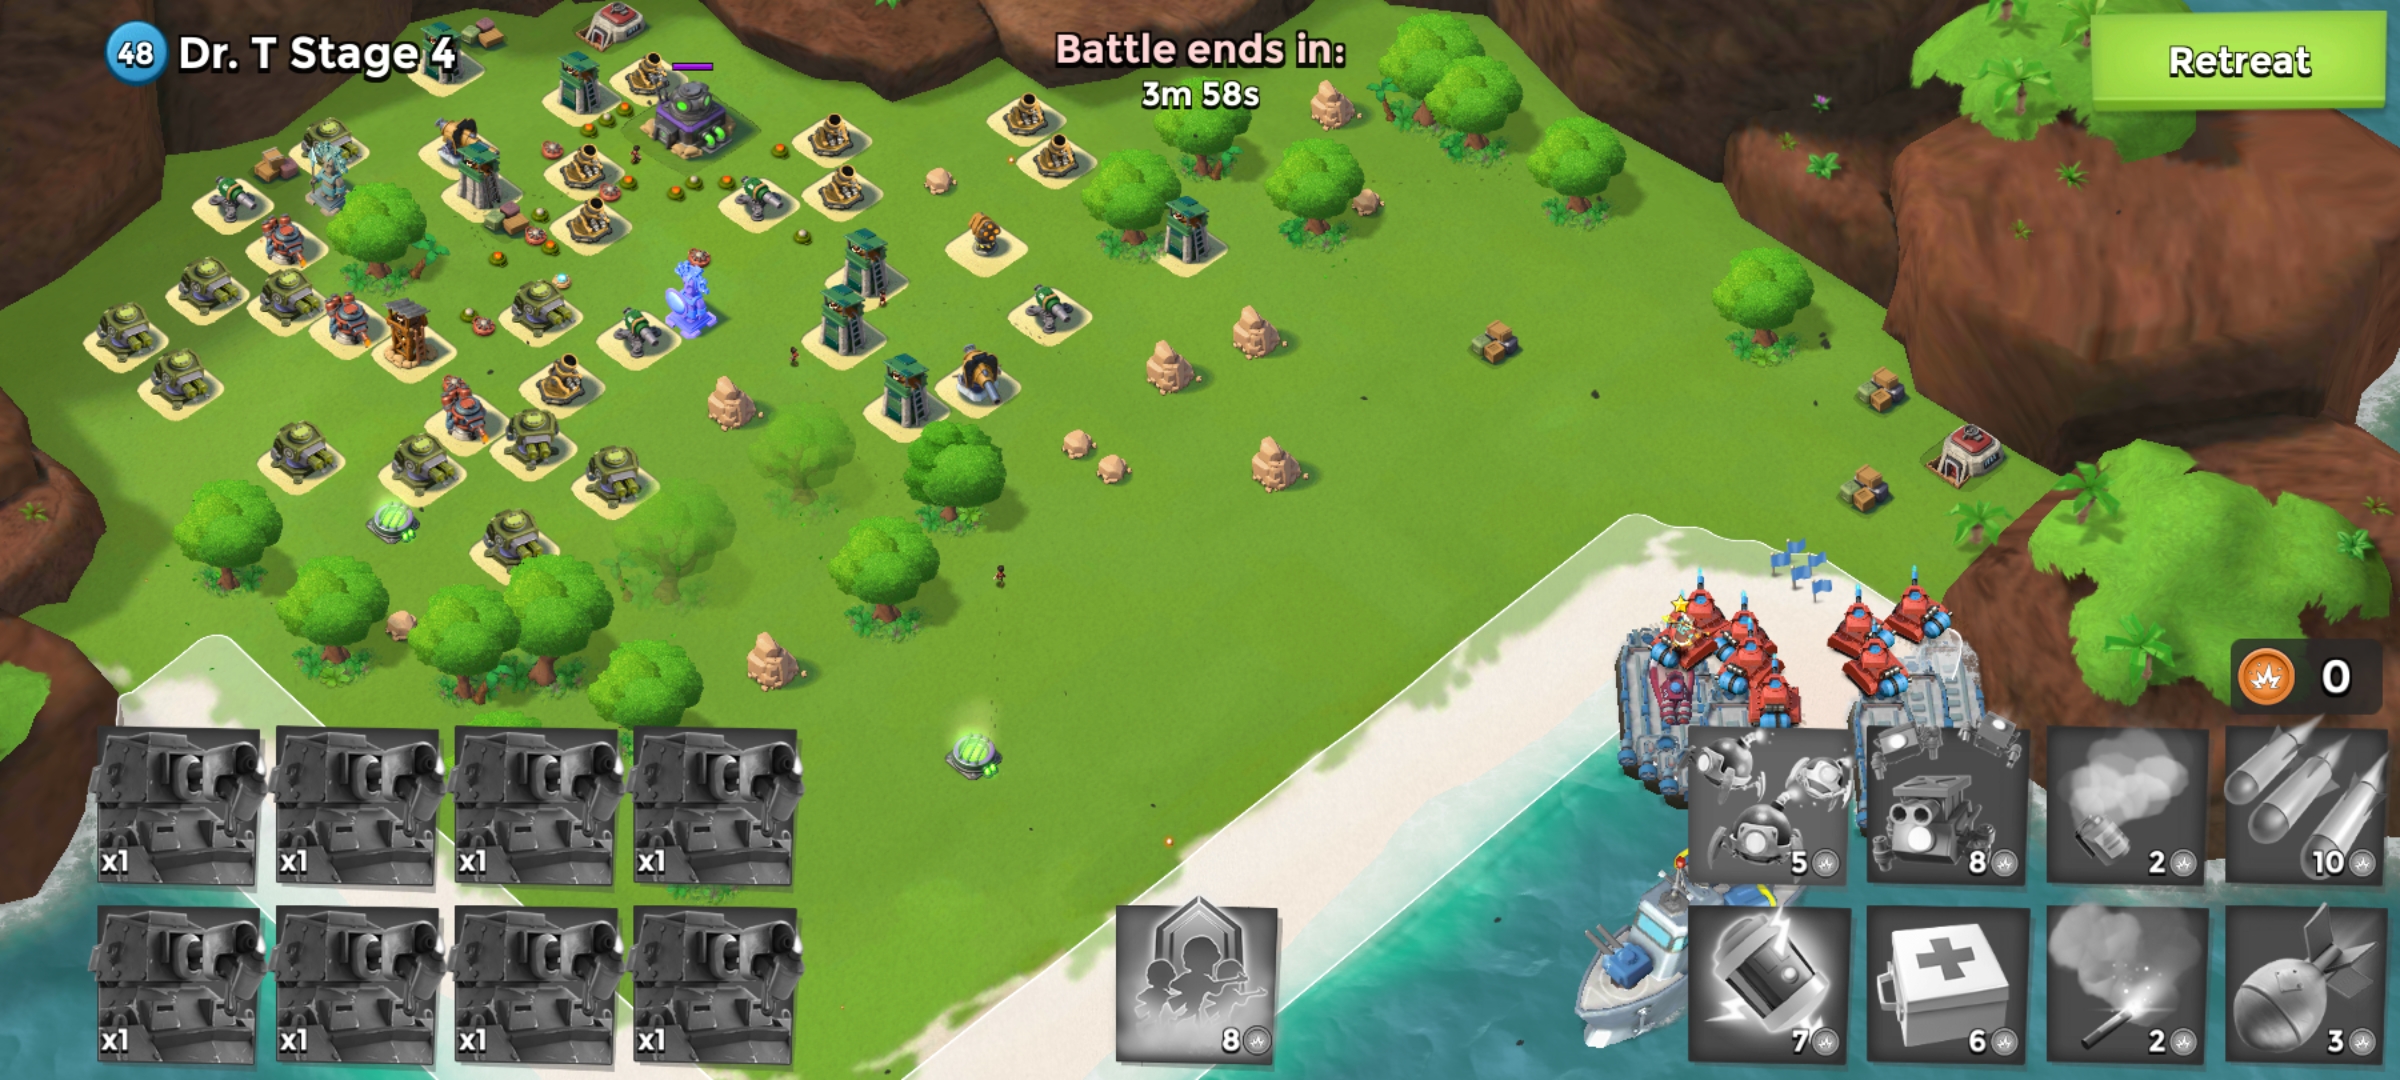 48 Dr. T Stage 4
Battle ends in:
3m 58s
Retreat
0
x1
x1
x1
x1
5
8
2
10
x1
x1
x1
x1
8
7
6
2
3